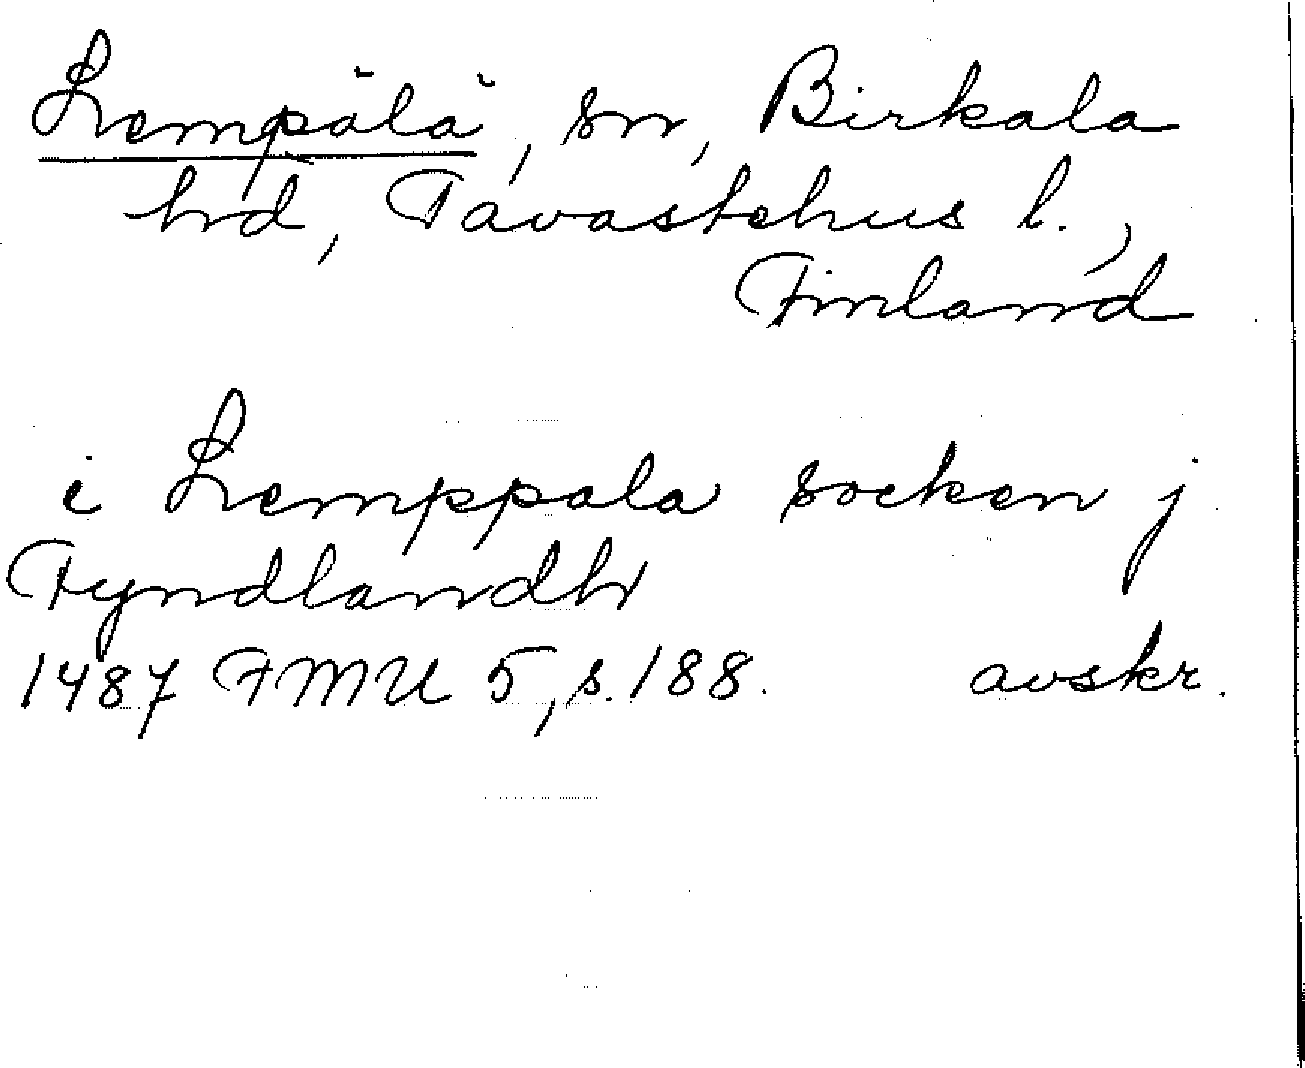 Lempälä, sn, Birkala
hd, Tavastehus l.,
Finland
i Lemppala socken j
Fyndlandh
1487 FMU 5, s. 188. avskr.